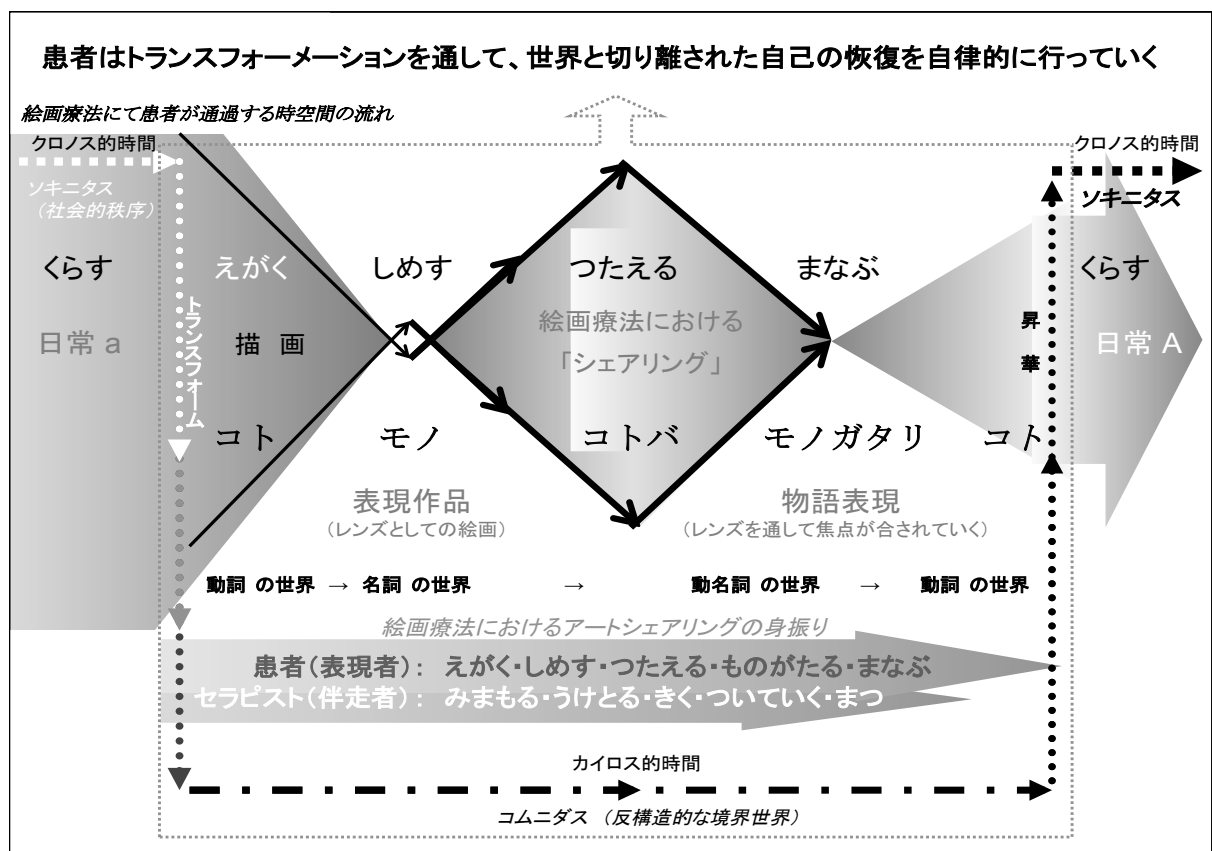 患者はトランスフォーメーションを通して、世界と切り離された自己の恢復を自律的に行っていく
絵画療法にて患者が通過する時空間の流れ
クロノス的時間
クロノス的時間
ソキニタス
（社会的秩序）
ソキニタス
くらす
えがく
しめす
つたえる
まなぶ
くらす
トランスフォーム
昇華
日常 a
描 画
絵画療法における
「シェアリング」
日常 A
コト
モノ
コトバ
モノガタリ
コト
表現作品
（レンズとしての絵画）
物語表現
（レンズを通して焦点が合されていく）
動詞 の世界 → 名詞 の世界 → 動名詞 の世界 → 動詞 の世界
絵画療法におけるアートシェアリングの身振り
患者（表現者）： えがく・しめす・つたえる・ものがたる・まなぶ
セラピスト（伴走者）： みまもる・うけとる・きく・ついていく・まつ
カイロス的時間
コムニダス （反構造的な境界世界）